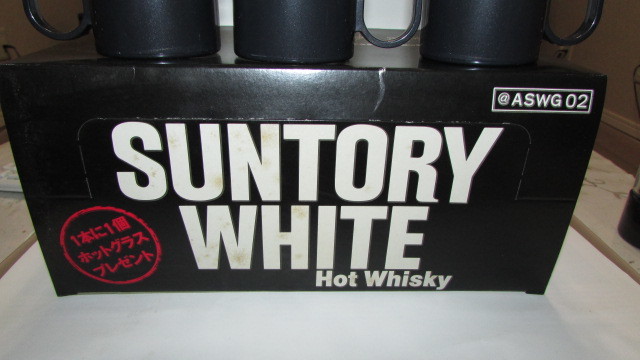 @ASWG 02
SUNTORY
WHITE
Hot Whisky
1本に1個
ホットグラス
プレゼント